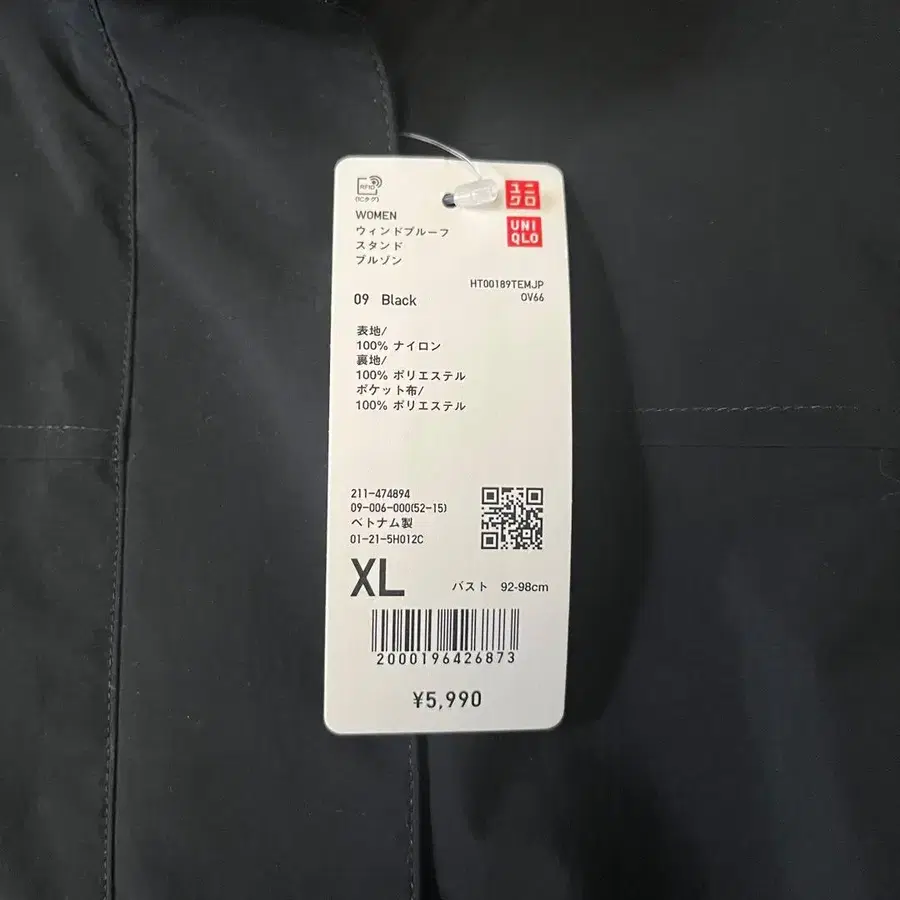 RFID
(ICタグ)
ユニ
クロ
UNI
QLO
WOMEN
ウィンドプルーフ
スタンド
ブルゾン
HT00189TEMJP
09 Black
OV66
表地/
100% ナイロン
裏地/
100% ポリエステル
ポケット布/
100% ポリエステル
211-474894
09-006-000(52-15)
ベトナム製
01-21-5H012C
XL バスト 92-98cm
2000196426873
¥5,990